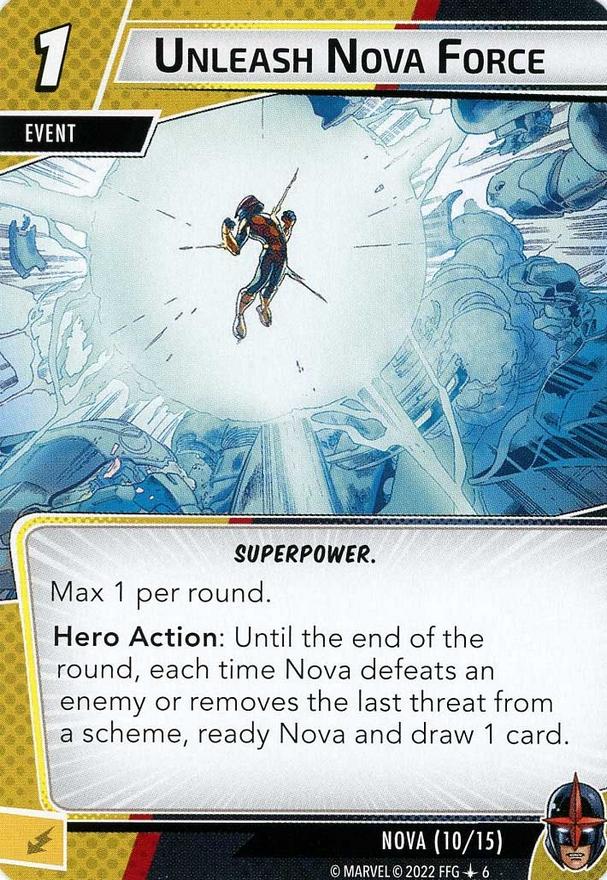 1
UNLEASH NOVA FORCE
EVENT
SUPERPOWER.
Max 1 per round.
Hero Action: Until the end of the
round, each time Nova defeats an
enemy or removes the last threat from
a scheme, ready Nova and draw 1 card.
NOVA (10/15)
© MARVEL © 2022 FFG 6